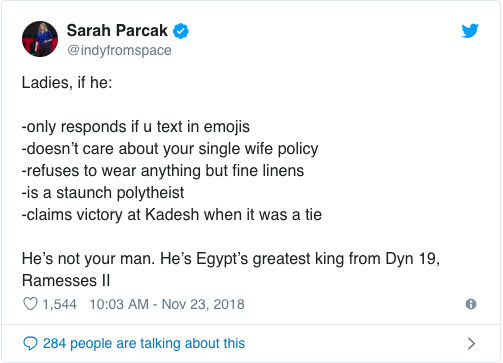 Sarah Parcak
@indyfromspace
Ladies, if he:
-only responds if u text in emojis
-doesn’t care about your single wife policy
-refuses to wear anything but fine linens
-is a staunch polytheist
-claims victory at Kadesh when it was a tie
He’s not your man. He’s Egypt’s greatest king from Dyn 19,
Ramesses II
1,544 10:03 AM - Nov 23, 2018
284 people are talking about this